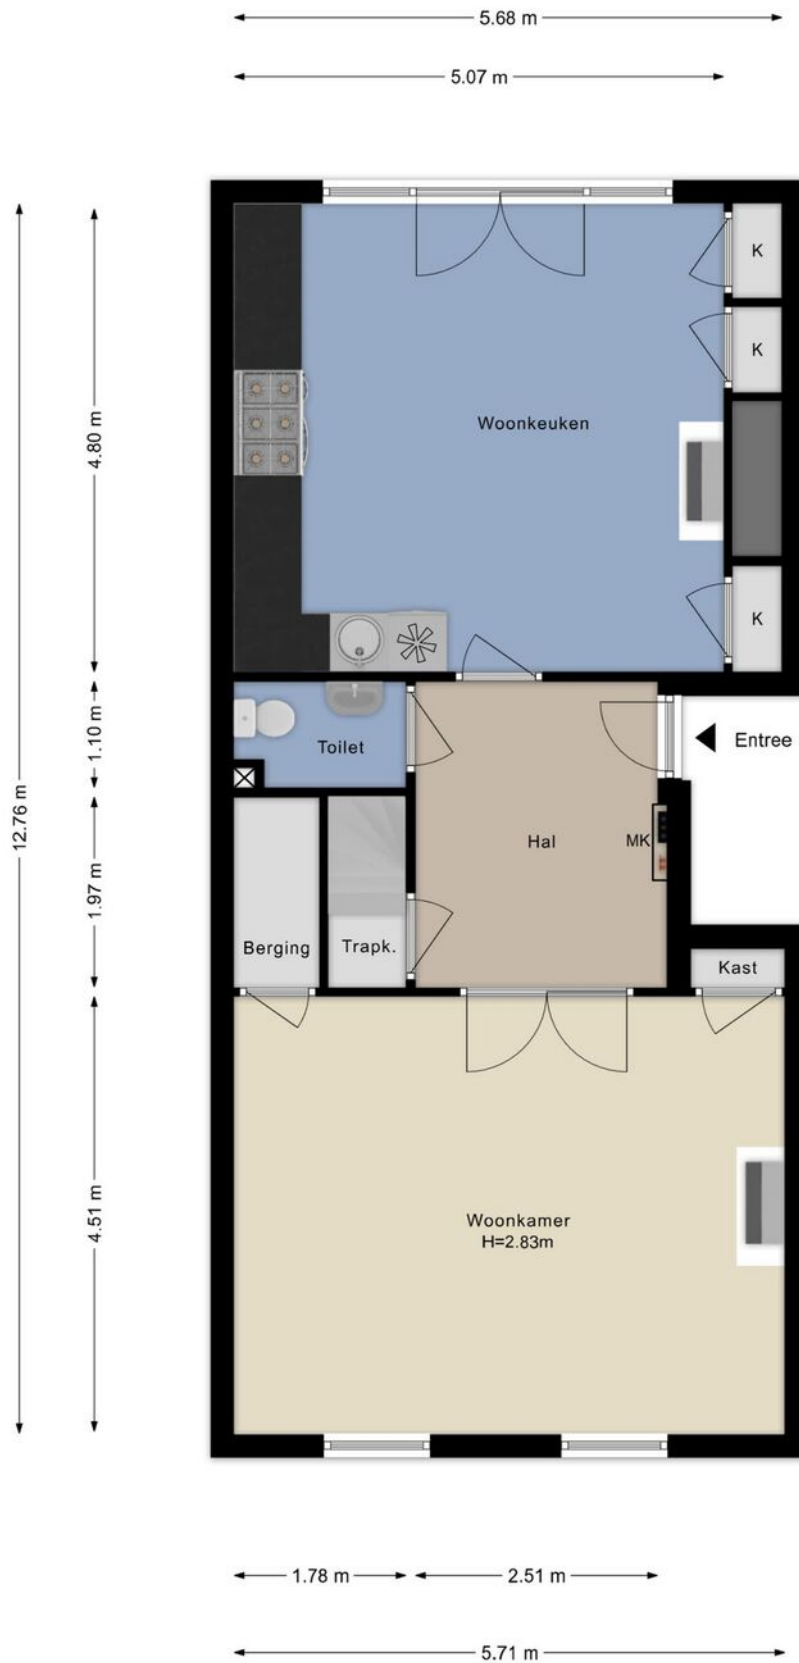 5.68 m
5.07 m
K
K
Woonkeuken
4.80 m
K
1.10 m
Toilet
Entree
12.76 m
Hal
MK
1.97 m
Berging
Trapk.
Kast
4.51 m
Woonkamer
H=2.83m
1.78 m
2.51 m
5.71 m